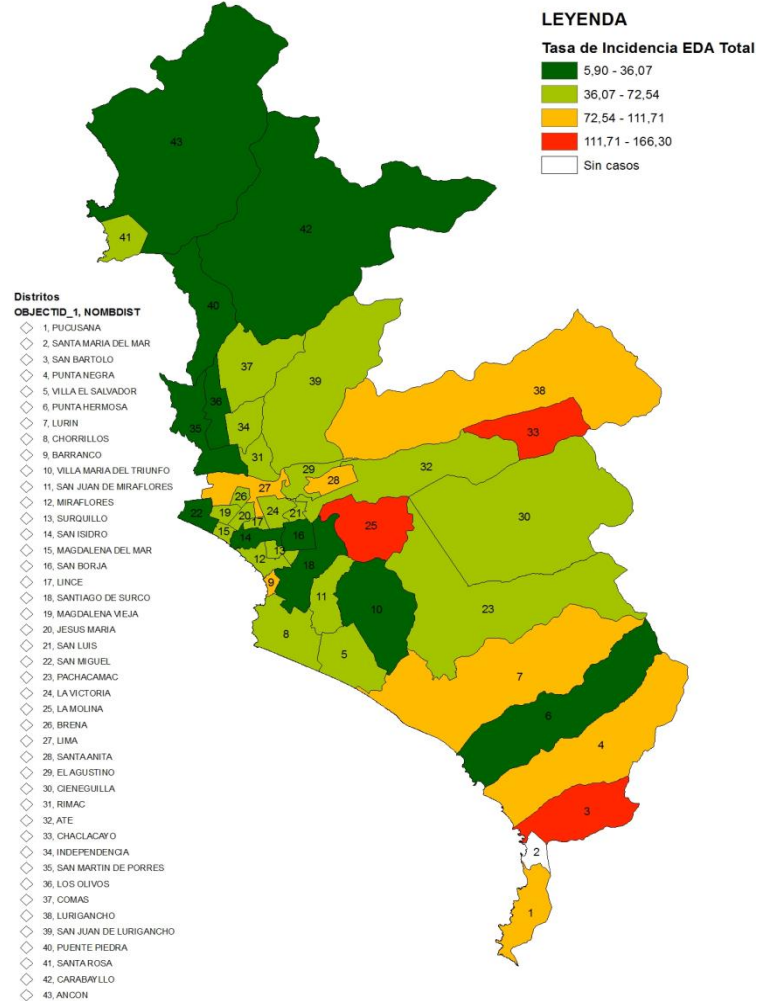 LEYENDA
Tasa de Incidencia EDA Total
5,90 - 36,07
36,07 - 72,54
72,54 - 111,71
111,71 - 166,30
Sin casos
Distritos
OBJECTID_1, NOMBDIST
1, PUCUSANA
2, SANTA MARIA DEL MAR
3, SAN BARTOLO
4, PUNTA NEGRA
5, VILLA EL SALVADOR
6, PUNTA HERMOSA
7, LURIN
8, CHORRILLOS
9, BARRANCO
10, VILLA MARIA DEL TRIUNFO
11, SAN JUAN DE MIRAFLORES
12, MIRAFLORES
13, SURQUILLO
14, SAN ISIDRO
15, MAGDALENA DEL MAR
16, SAN BORJA
17, LINCE
18, SANTIAGO DE SURCO
19, MAGDALENA VIEJA
20, JESUS MARIA
21, SAN LUIS
22, SAN MIGUEL
23, PACHACAMAC
24, LA VICTORIA
25, LA MOLINA
26, BRENA
27, LIMA
28, SANTA ANITA
29, EL AGUSTINO
30, CIENEGUILLA
31, RIMAC
32, ATE
33, CHACLACAYO
34, INDEPENDENCIA
35, SAN MARTIN DE PORRES
36, LOS OLIVOS
37, COMAS
38, LURIGANCHO
39, SAN JUAN DE LURIGANCHO
40, PUENTE PIEDRA
41, SANTA ROSA
42, CARABAYLLO
43, ANCON
43
42
41
40
37
39
38
36
35
34
33
31
32
29
28
27
26
30
22
19
20
24
21
25
17
15
14
16
12
13
18
9
11
10
23
8
5
7
6
4
3
2
1